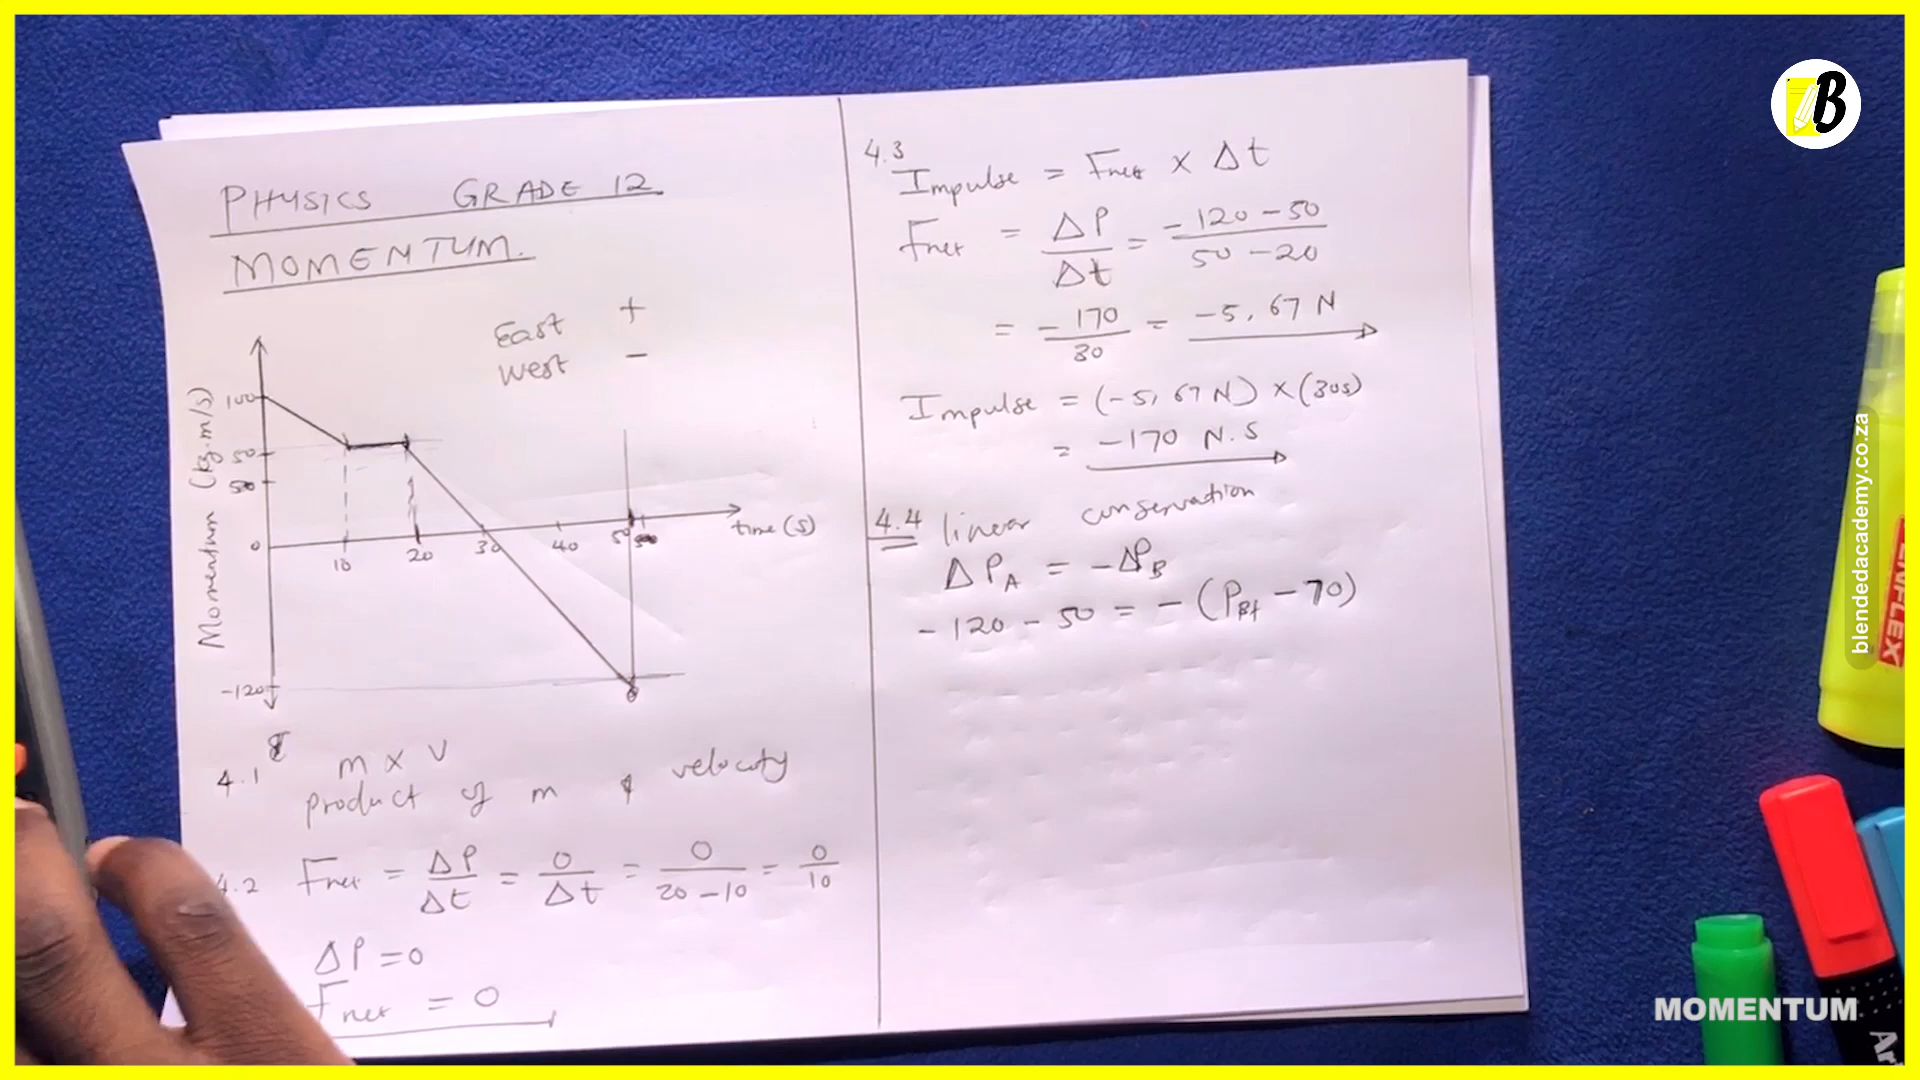 PHYSICS GRADE 12
MOMENTUM.
East +
West -
Momentum (kg.m/s)
100
50
50
0
-120
10 20 30 40 50
time (s)
4.1 m x v
product of m & velocity
4.2 Fnet = ΔP/Δt = 0/Δt = 0/(20-10) = 0/10
ΔP = 0
Fnet = 0
4.3
Impulse = Fnet x Δt
Fnet = ΔP/Δt = (-120-50)/(50-20)
= -170/30 = -5,67 N
Impulse = (-5,67 N) x (30s)
= -170 N.S
4.4 linear conservation
ΔPA = -ΔPB
-120 - 50 = -(PBf - 70)
B
blendedacademy.co.za
MOMENTUM
ENFLEX
Art